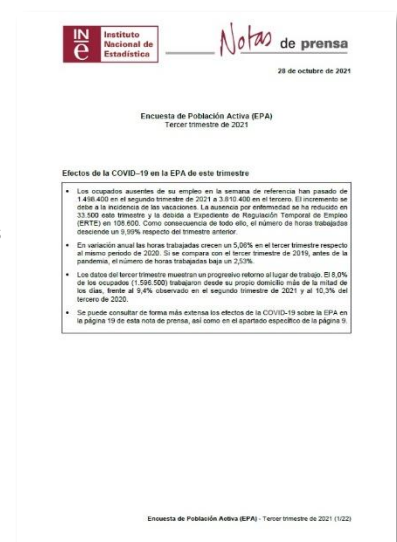 INe
Instituto
Nacional de
Estadística
Notas de prensa
28 de octubre de 2021
Encuesta de Población Activa (EPA)
Tercer trimestre de 2021
Efectos de la COVID–19 en la EPA de este trimestre
• Los ocupados ausentes de su empleo en la semana de referencia han pasado de
1.498.400 en el segundo trimestre de 2021 a 3.810.400 en el tercero. El incremento se
debe a la incidencia de las vacaciones. La ausencia por enfermedad se ha reducido en
33.500 este trimestre y la debida a Expediente de Regulación Temporal de Empleo
(ERTE) en 108.600. Como consecuencia de todo ello, el número de horas trabajadas
desciende un 9,99% respecto del trimestre anterior.
• En variación anual las horas trabajadas crecen un 5,06% en el tercer trimestre respecto
al mismo periodo de 2020. Si se compara con el tercer trimestre de 2019, antes de la
pandemia, el número de horas trabajadas baja un 2,53%.
• Los datos del tercer trimestre muestran un progresivo retorno al lugar de trabajo. El 8,0%
de los ocupados (1.596.500) trabajaron desde su propio domicilio más de la mitad de
los días, frente al 9,4% observado en el segundo trimestre de 2021 y al 10,3% del
tercero de 2020.
• Se puede consultar de forma más extensa los efectos de la COVID-19 sobre la EPA en
la página 19 de esta nota de prensa, así como en el apartado específico de la página 9.
Encuesta de Población Activa (EPA) - Tercer trimestre de 2021 (1/22)